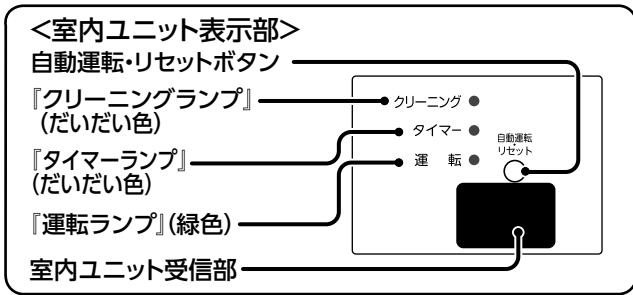 <室内ユニット表示部>
自動運転・リセットボタン
『クリーニングランプ』
(だいだい色)
『タイマーランプ』
(だいだい色)
『運転ランプ』(緑色)
室内ユニット受信部
クリーニング
タイマー
運 転
自動運転
・
リセット